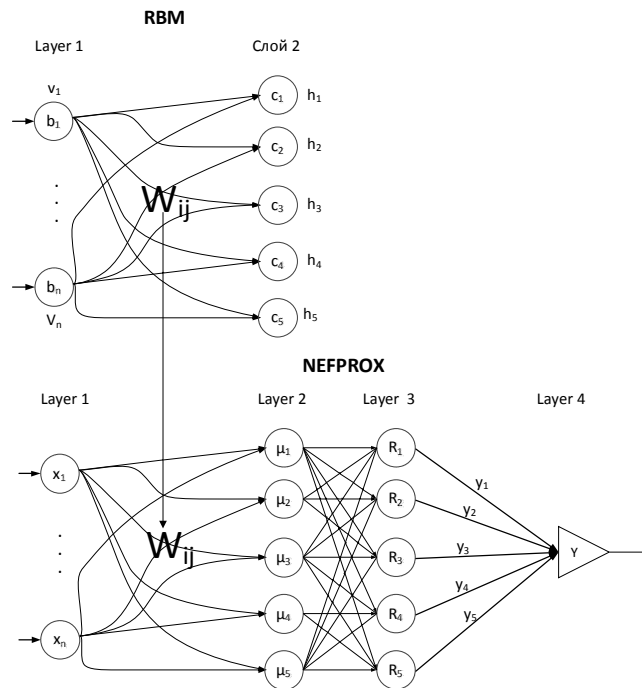 RBM
Layer 1 Слой 2
v₁
b₁ c₁ h₁
c₂ h₂
. . .
Wᵢⱼ
c₃ h₃
c₄ h₄
bₙ
Vₙ
c₅ h₅
NEFPROX
Layer 1 Layer 2 Layer 3 Layer 4
x₁ μ₁ R₁
y₁
μ₂ R₂
y₂
. . .
Wᵢⱼ
μ₃ R₃ y₃ Y
y₄
xₙ μ₄ R₄
y₅
μ₅ R₅